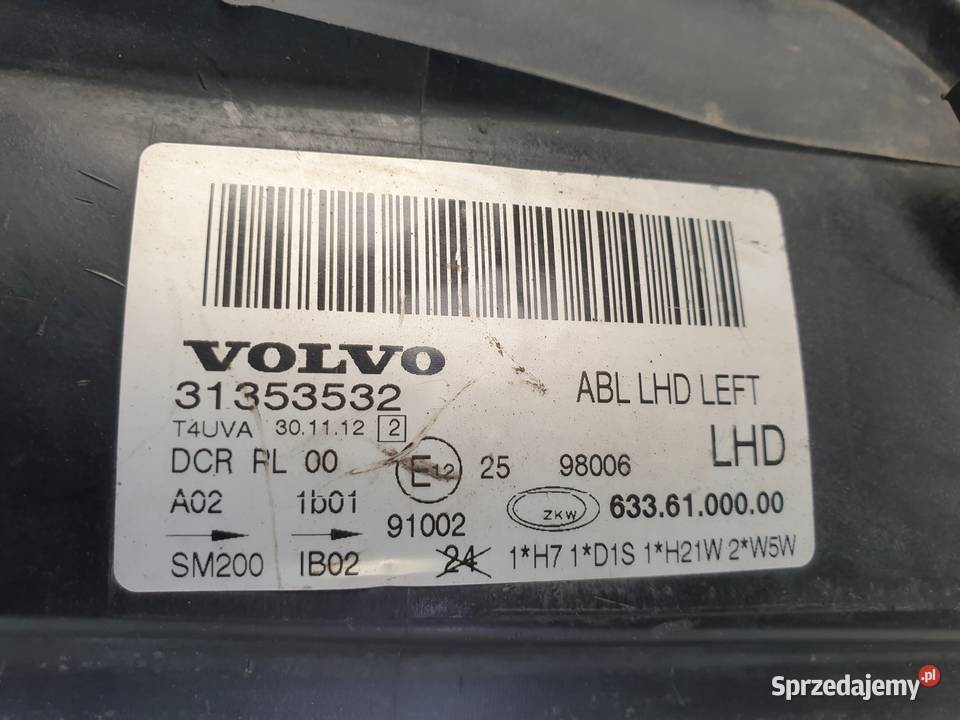 VOLVO
31353532
ABL LHD LEFT
T4UVA 30.11.12 2
LHD
DCR PL 00 E12 25 98006
A02 1b01 91002 ZKW 633.61.000.00
SM200 IB02 24 1*H7 1*D1S 1*H21W 2*W5W
Sprzedajemy.pl